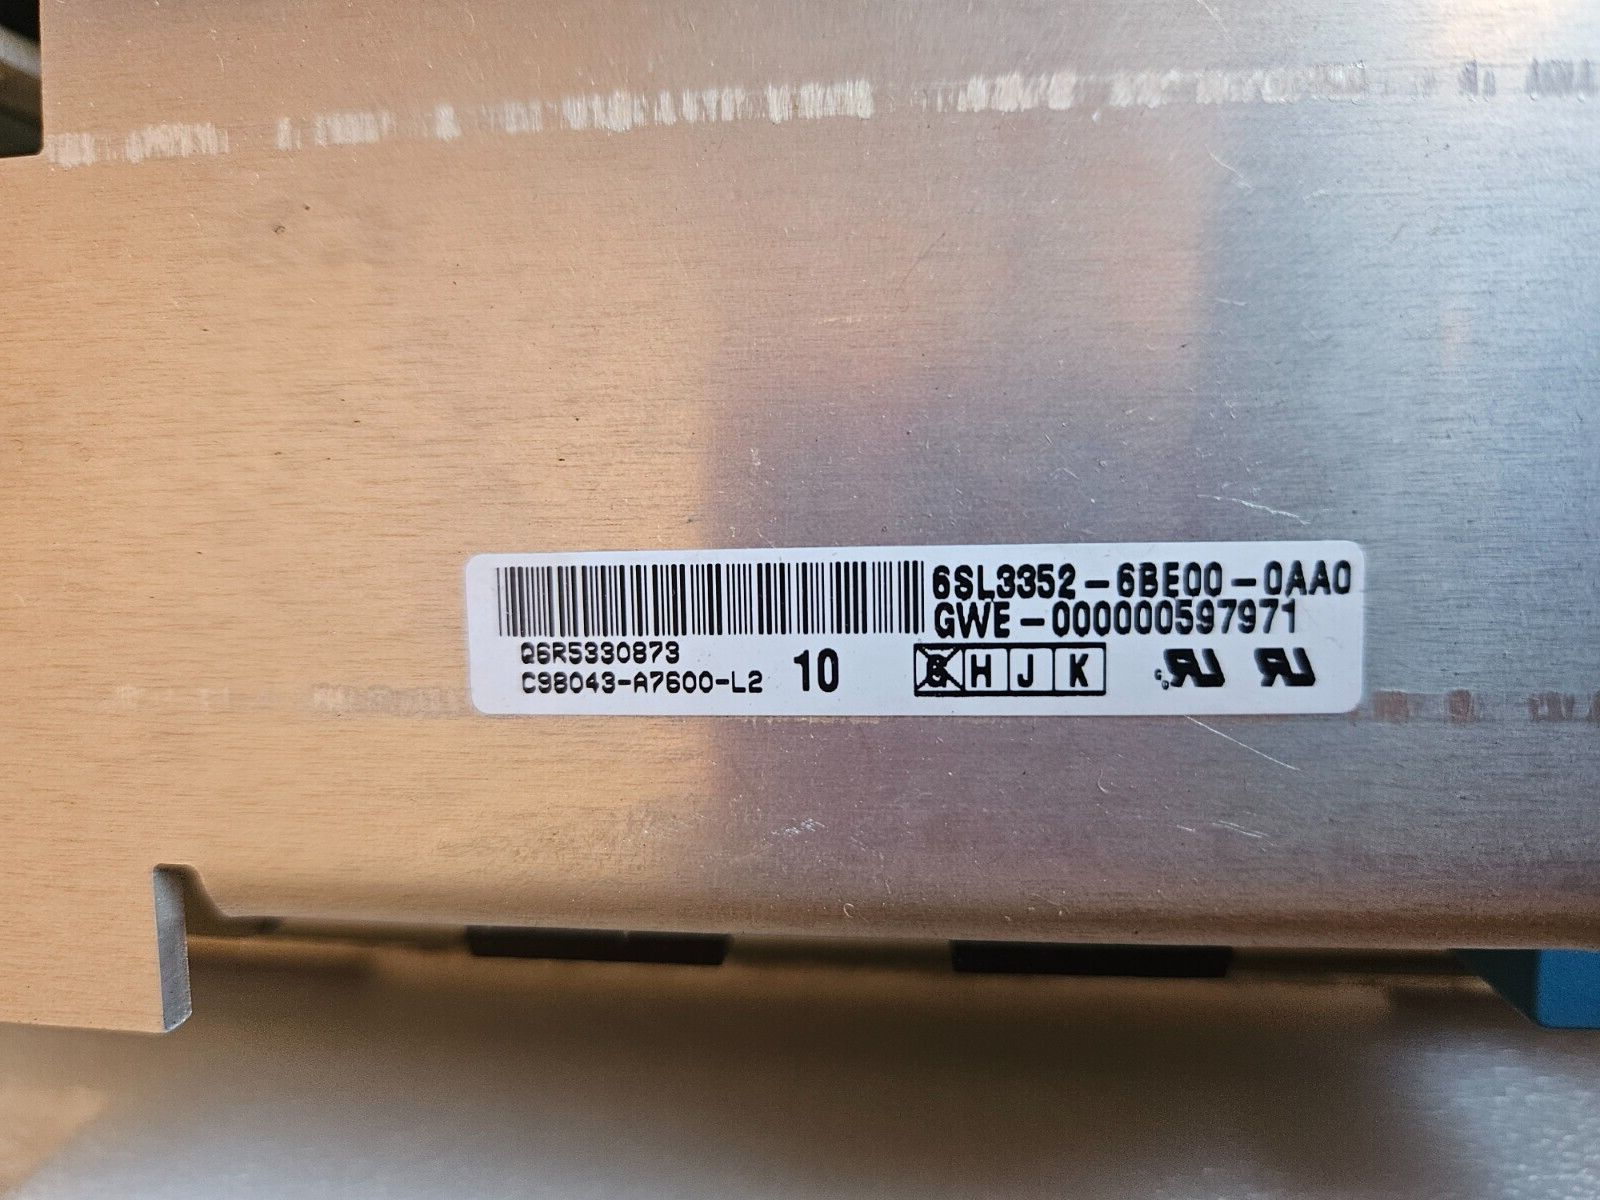 6SL3352-6BE00-0AA0
GWE-000000597971
Q6R5330873
C98043-A7600-L2 10 G H J K